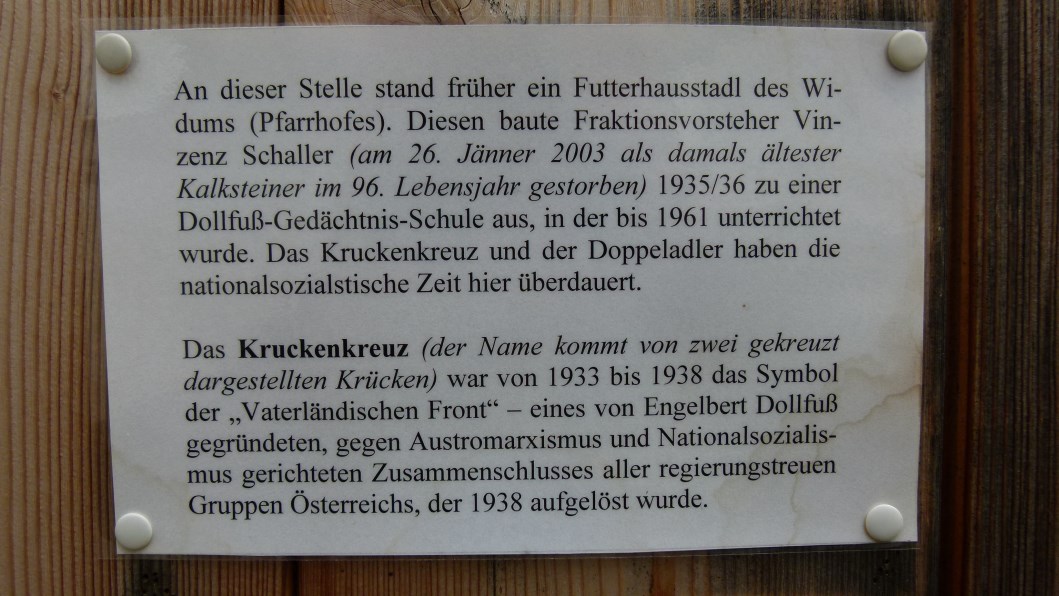 An dieser Stelle stand früher ein Futterhausstadl des Wi-
dums (Pfarrhofes). Diesen baute Fraktionsvorsteher Vin-
zenz Schaller (am 26. Jänner 2003 als damals ältester
Kalksteiner im 96. Lebensjahr gestorben) 1935/36 zu einer
Dollfuß-Gedächtnis-Schule aus, in der bis 1961 unterrichtet
wurde. Das Kruckenkreuz und der Doppeladler haben die
nationalsozialstische Zeit hier überdauert.
Das Kruckenkreuz (der Name kommt von zwei gekreuzt
dargestellten Krücken) war von 1933 bis 1938 das Symbol
der „Vaterländischen Front“ – eines von Engelbert Dollfuß
gegründeten, gegen Austromarxismus und Nationalsozialis-
mus gerichteten Zusammenschlusses aller regierungstreuen
Gruppen Österreichs, der 1938 aufgelöst wurde.